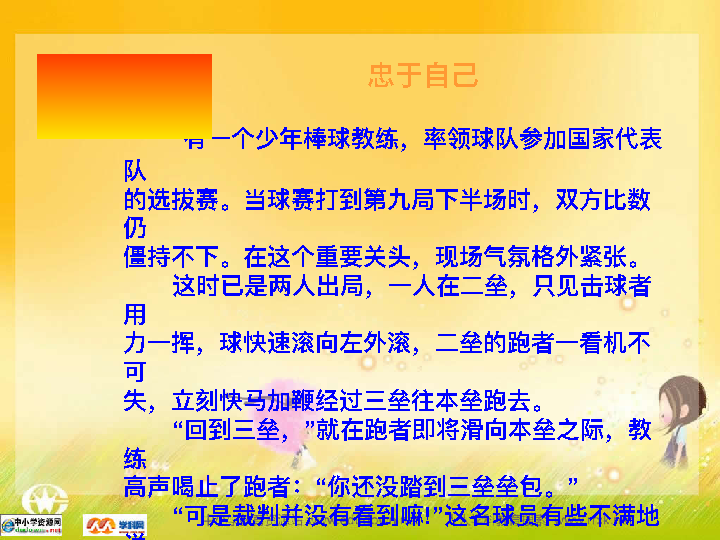 忠于自己
有一个少年棒球教练，率领球队参加国家代表
队
的选拔赛。当球赛打到第九局下半场时，双方比数
仍
僵持不下。在这个重要关头，现场气氛格外紧张。
这时已是两人出局，一人在二垒，只见击球者
用
力一挥，球快速滚向左外滚，二垒的跑者一看机不
可
失，立刻快马加鞭经过三垒往本垒跑去。
“回到三垒，”就在跑者即将滑向本垒之际，教
练
高声喝止了跑者：“你还没踏到三垒垒包。”
“可是裁判并没有看到嘛!”这名球员有些不满地
中小学资源网
学科网